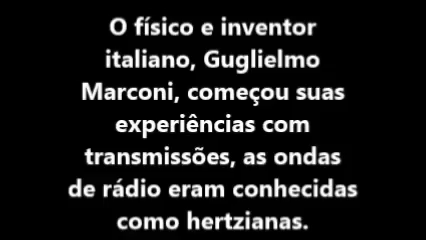 O físico e inventor
italiano, Guglielmo
Marconi, começou suas
experiências com
transmissões, as ondas
de rádio eram conhecidas
como hertzianas.